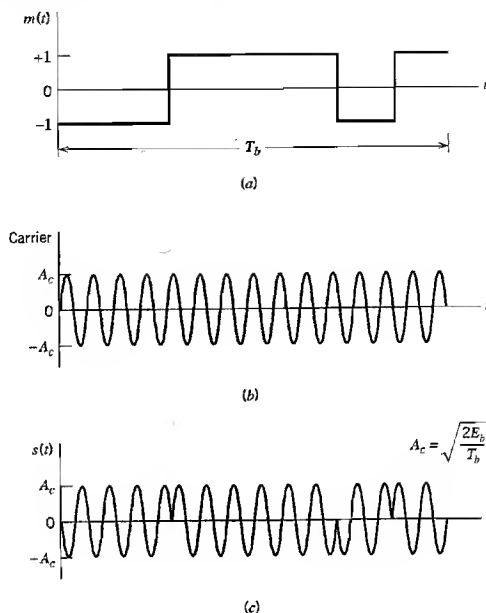 m(t)
+1
0
-1
t
T_b
(a)
Carrier
A_c
0
-A_c
(b)
s(t)
A_c = √(2E_b/T_b)
A_c
0
-A_c
(c)